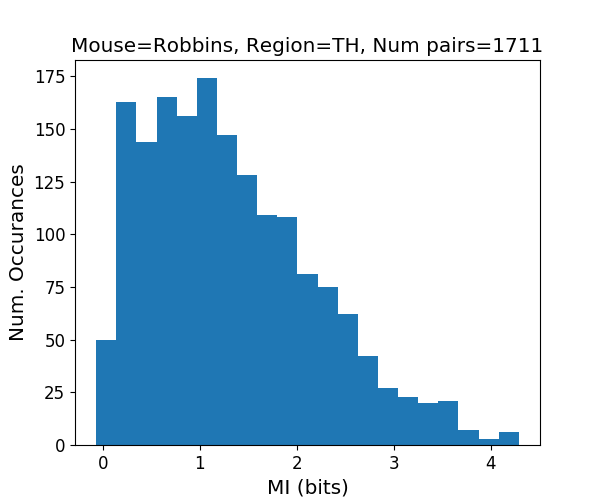 Mouse=Robbins, Region=TH, Num pairs=1711
Num. Occurances
175
150
125
100
75
50
25
0
0 1 2 3 4
MI (bits)